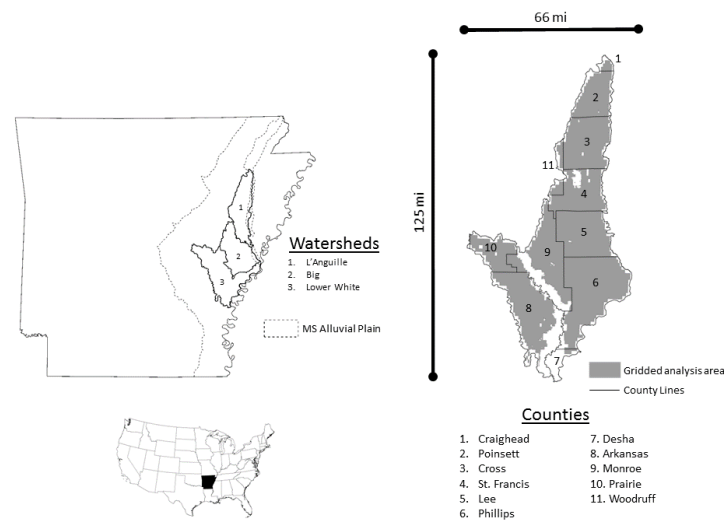 66 mi
125 mi
1
2
3
11
4
5
10
9
6
8
7
1
2
3
Watersheds
1. L'Anguille
2. Big
3. Lower White
MS Alluvial Plain
Gridded analysis area
County Lines
Counties
1. Craighead
2. Poinsett
3. Cross
4. St. Francis
5. Lee
6. Phillips
7. Desha
8. Arkansas
9. Monroe
10. Prairie
11. Woodruff